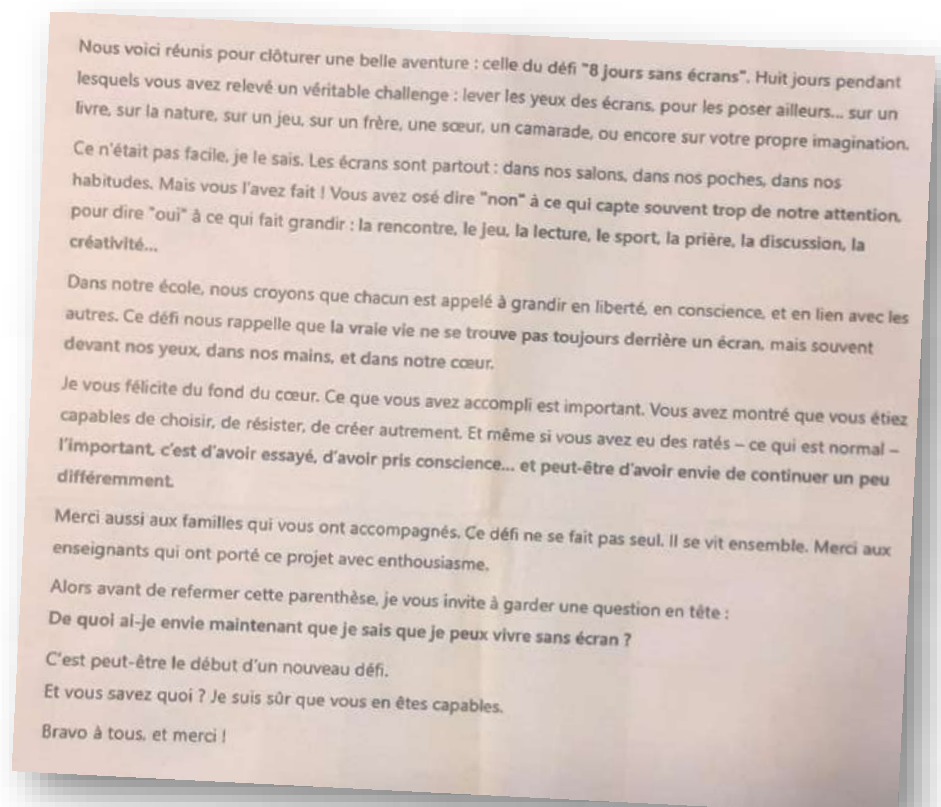 Nous voici réunis pour clôturer une belle aventure : celle du défi "8 jours sans écrans". Huit jours pendant
lesquels vous avez relevé un véritable challenge : lever les yeux des écrans, pour les poser ailleurs... sur un
livre, sur la nature, sur un jeu, sur un frère, une sœur, un camarade, ou encore sur votre propre imagination.
Ce n'était pas facile, je le sais. Les écrans sont partout : dans nos salons, dans nos poches, dans nos
habitudes. Mais vous l'avez fait ! Vous avez osé dire "non" à ce qui capte souvent trop de notre attention,
pour dire "oui" à ce qui fait grandir : la rencontre, le jeu, la lecture, le sport, la prière, la discussion, la
créativité...
Dans notre école, nous croyons que chacun est appelé à grandir en liberté, en conscience, et en lien avec les
autres. Ce défi nous rappelle que la vraie vie ne se trouve pas toujours derrière un écran, mais souvent
devant nos yeux, dans nos mains, et dans notre cœur.
Je vous félicite du fond du cœur. Ce que vous avez accompli est important. Vous avez montré que vous étiez
capables de choisir, de résister, de créer autrement. Et même si vous avez eu des ratés – ce qui est normal –
l'important, c'est d'avoir essayé, d'avoir pris conscience... et peut-être d'avoir envie de continuer un peu
différemment.
Merci aussi aux familles qui vous ont accompagnés. Ce défi ne se fait pas seul. Il se vit ensemble. Merci aux
enseignants qui ont porté ce projet avec enthousiasme.
Alors avant de refermer cette parenthèse, je vous invite à garder une question en tête :
De quoi ai-je envie maintenant que je sais que je peux vivre sans écran ?
C'est peut-être le début d'un nouveau défi.
Et vous savez quoi ? Je suis sûr que vous en êtes capables.
Bravo à tous, et merci !